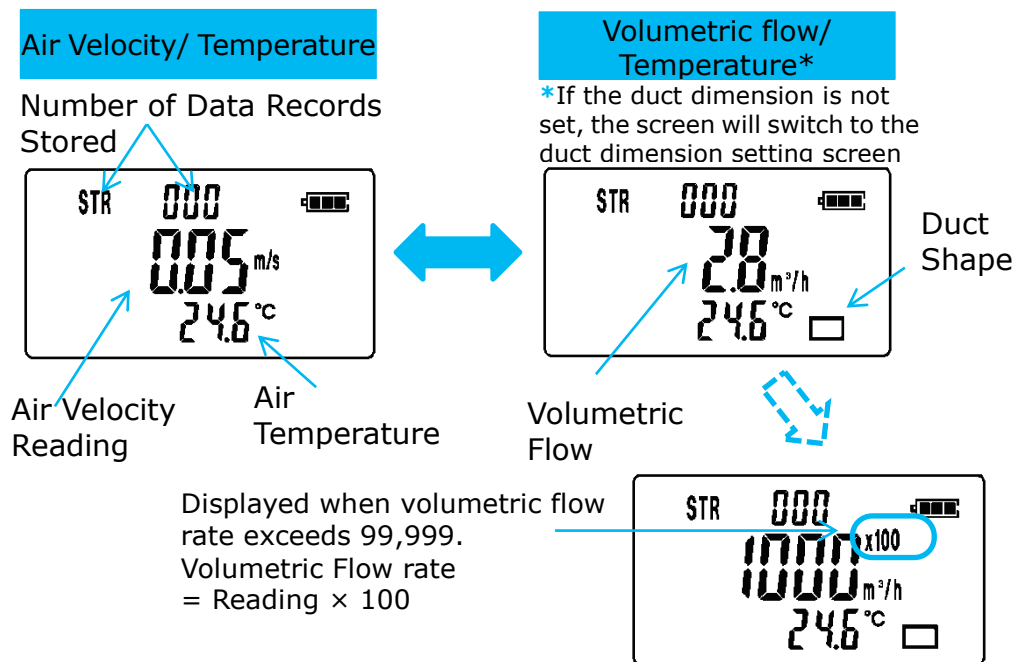 Air Velocity/ Temperature
Number of Data Records
Stored
STR 000
0.05 m/s
24.6 °C
Air Velocity
Reading
Air
Temperature
Volumetric flow/
Temperature*
*If the duct dimension is not
set, the screen will switch to the
duct dimension setting screen
STR 000
2.8 m³/h
24.6 °C
Duct
Shape
Volumetric
Flow
Displayed when volumetric flow
rate exceeds 99,999.
Volumetric Flow rate
= Reading × 100
STR 000
1000 x100
m³/h
24.6 °C